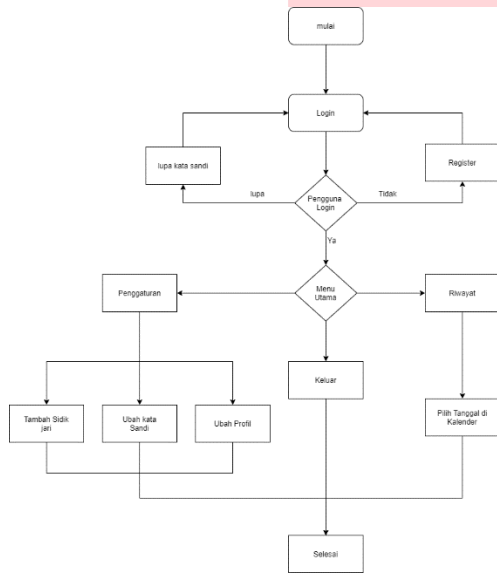 mulai
Login
lupa kata sandi
Register
lupa
Pengguna
Login
Tidak
Ya
Penggaturan
Menu
Utama
Riwayat
Keluar
Tambah Sidik
jari
Ubah kata
Sandi
Ubah Profil
Pilih Tanggal di
Kalender
Selesai